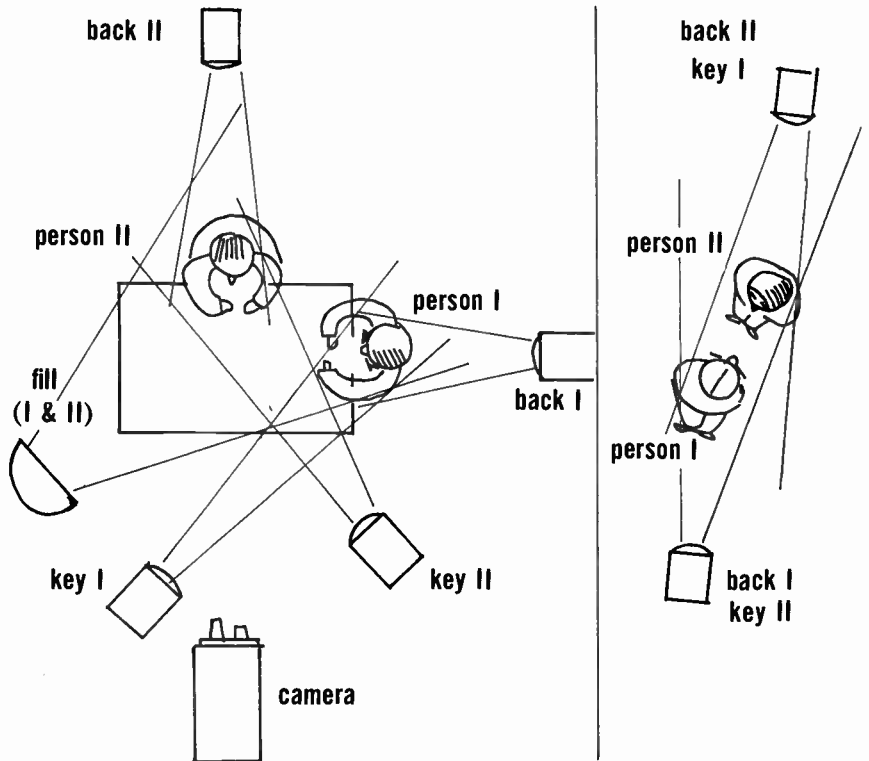 back II
person II
person I
fill
(I & II)
back I
key I
key II
camera
back II
key I
person II
person I
back I
key II